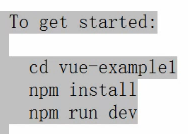 To get started:
cd vue-example1
npm install
npm run dev